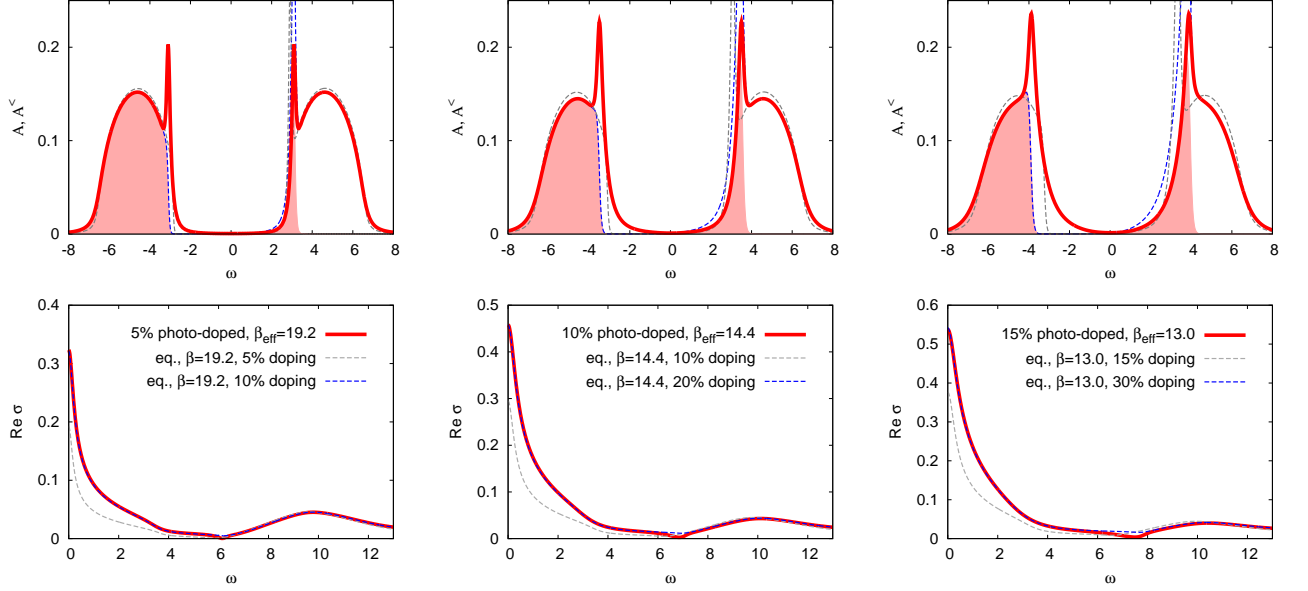 A, A<
0.2
0.1
0
-8 -6 -4 -2 0 2 4 6 8
ω
A, A<
0.2
0.1
0
-8 -6 -4 -2 0 2 4 6 8
ω
A, A<
0.2
0.1
0
-8 -6 -4 -2 0 2 4 6 8
ω
Re σ
0.4
0.3
0.2
0.1
0
5% photo-doped, βeff=19.2
eq., β=19.2, 5% doping
eq., β=19.2, 10% doping
0 2 4 6 8 10 12
ω
Re σ
0.5
0.4
0.3
0.2
0.1
0
10% photo-doped, βeff=14.4
eq., β=14.4, 10% doping
eq., β=14.4, 20% doping
0 2 4 6 8 10 12
ω
Re σ
0.6
0.5
0.4
0.3
0.2
0.1
0
15% photo-doped, βeff=13.0
eq., β=13.0, 15% doping
eq., β=13.0, 30% doping
0 2 4 6 8 10 12
ω